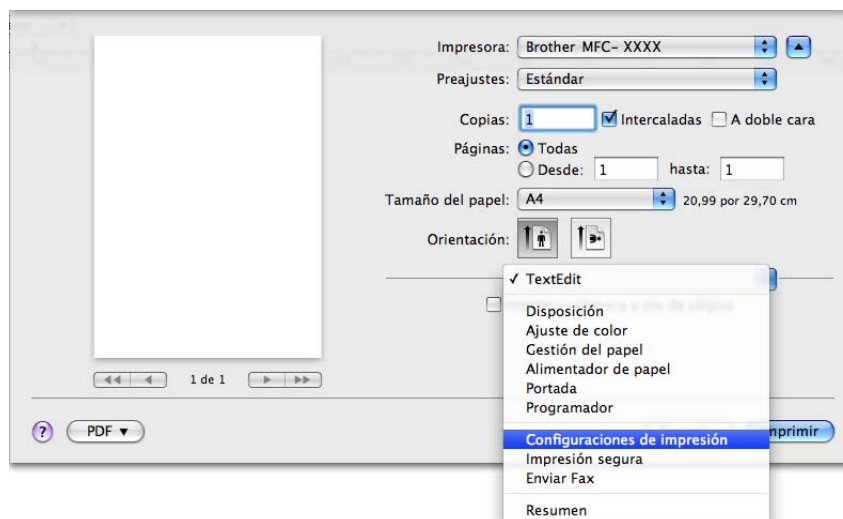 Impresora: Brother MFC- XXXX
Preajustes: Estándar
Copias: 1 Intercaladas A doble cara
Páginas: Todas
Desde: 1 hasta: 1
Tamaño del papel: A4 20,99 por 29,70 cm
Orientación:
TextEdit
Disposición
Ajuste de color
Gestión del papel
Alimentador de papel
Portada
Programador
1 de 1
? PDF
Configuraciones de impresión
Impresión segura
Enviar Fax
Resumen